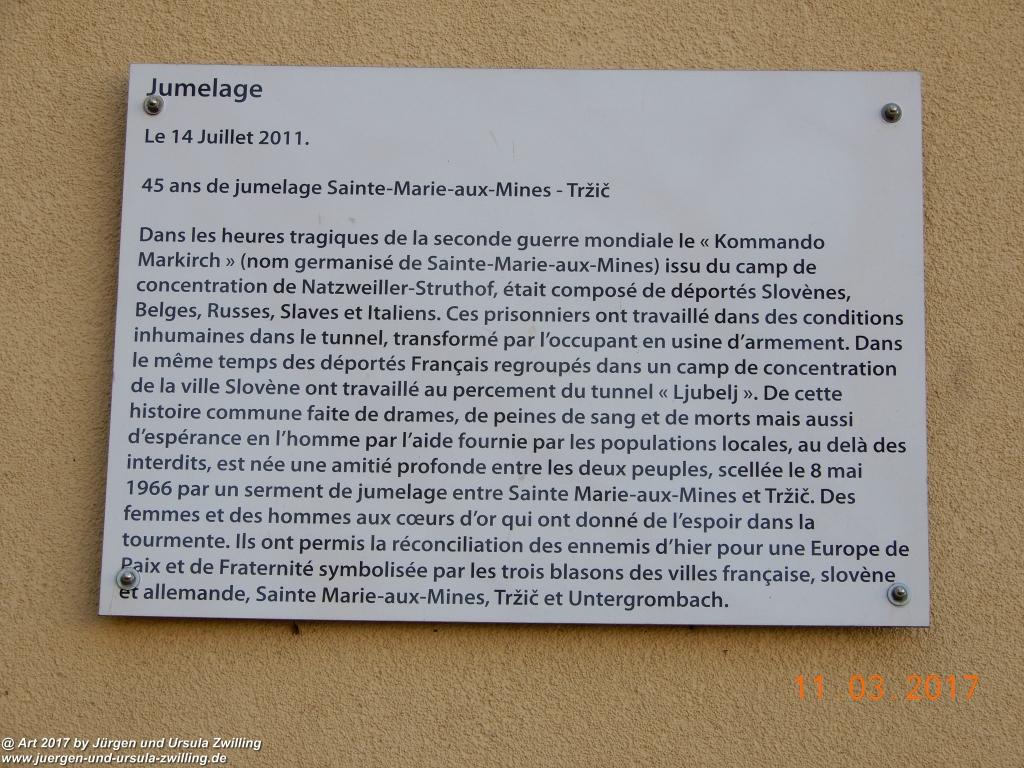 Jumelage
Le 14 Juillet 2011.
45 ans de jumelage Sainte-Marie-aux-Mines - Tržič
Dans les heures tragiques de la seconde guerre mondiale le « Kommando
Markirch » (nom germanisé de Sainte-Marie-aux-Mines) issu du camp de
concentration de Natzweiller-Struthof, était composé de déportés Slovènes,
Belges, Russes, Slaves et Italiens. Ces prisonniers ont travaillé dans des conditions
inhumaines dans le tunnel, transformé par l'occupant en usine d'armement. Dans
le même temps des déportés Français regroupés dans un camp de concentration
de la ville Slovène ont travaillé au percement du tunnel « Ljubelj ». De cette
histoire commune faite de drames, de peines de sang et de morts mais aussi
d'espérance en l'homme par l'aide fournie par les populations locales, au delà des
interdits, est née une amitié profonde entre les deux peuples, scellée le 8 mai
1966 par un serment de jumelage entre Sainte Marie-aux-Mines et Tržič. Des
femmes et des hommes aux cœurs d'or qui ont donné de l'espoir dans la
tourmente. Ils ont permis la réconciliation des ennemis d'hier pour une Europe de
Paix et de Fraternité symbolisée par les trois blasons des villes française, slovène
et allemande, Sainte Marie-aux-Mines, Tržič et Untergrombach.
11 03 2017
@ Art 2017 by Jürgen und Ursula Zwilling
www.juergen-und-ursula-zwilling.de